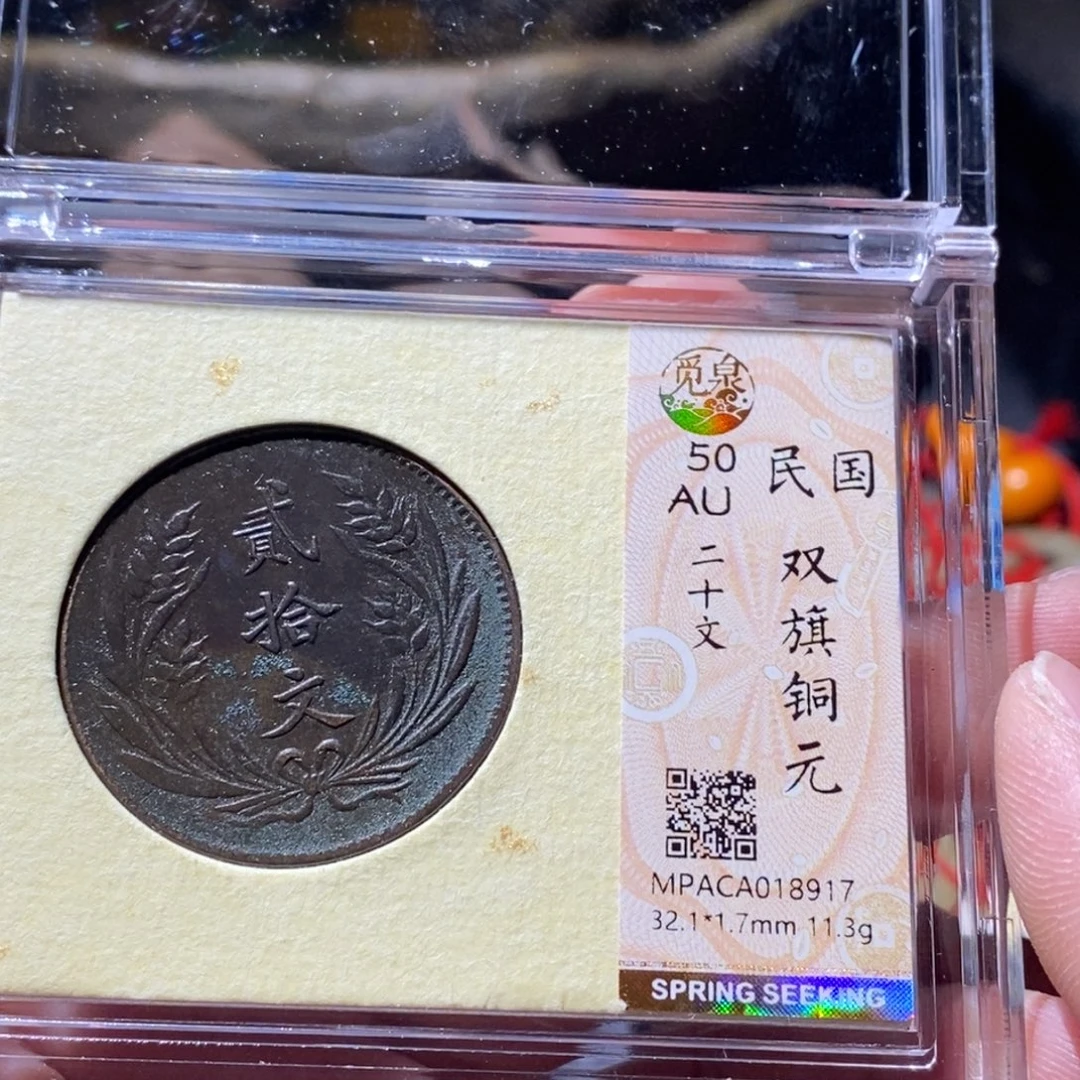 貳
拾
文
觅泉
50
AU
民国
双旗铜元
二十文
MPACA018917
32.1*1.7mm 11.3g
SPRING SEEKING